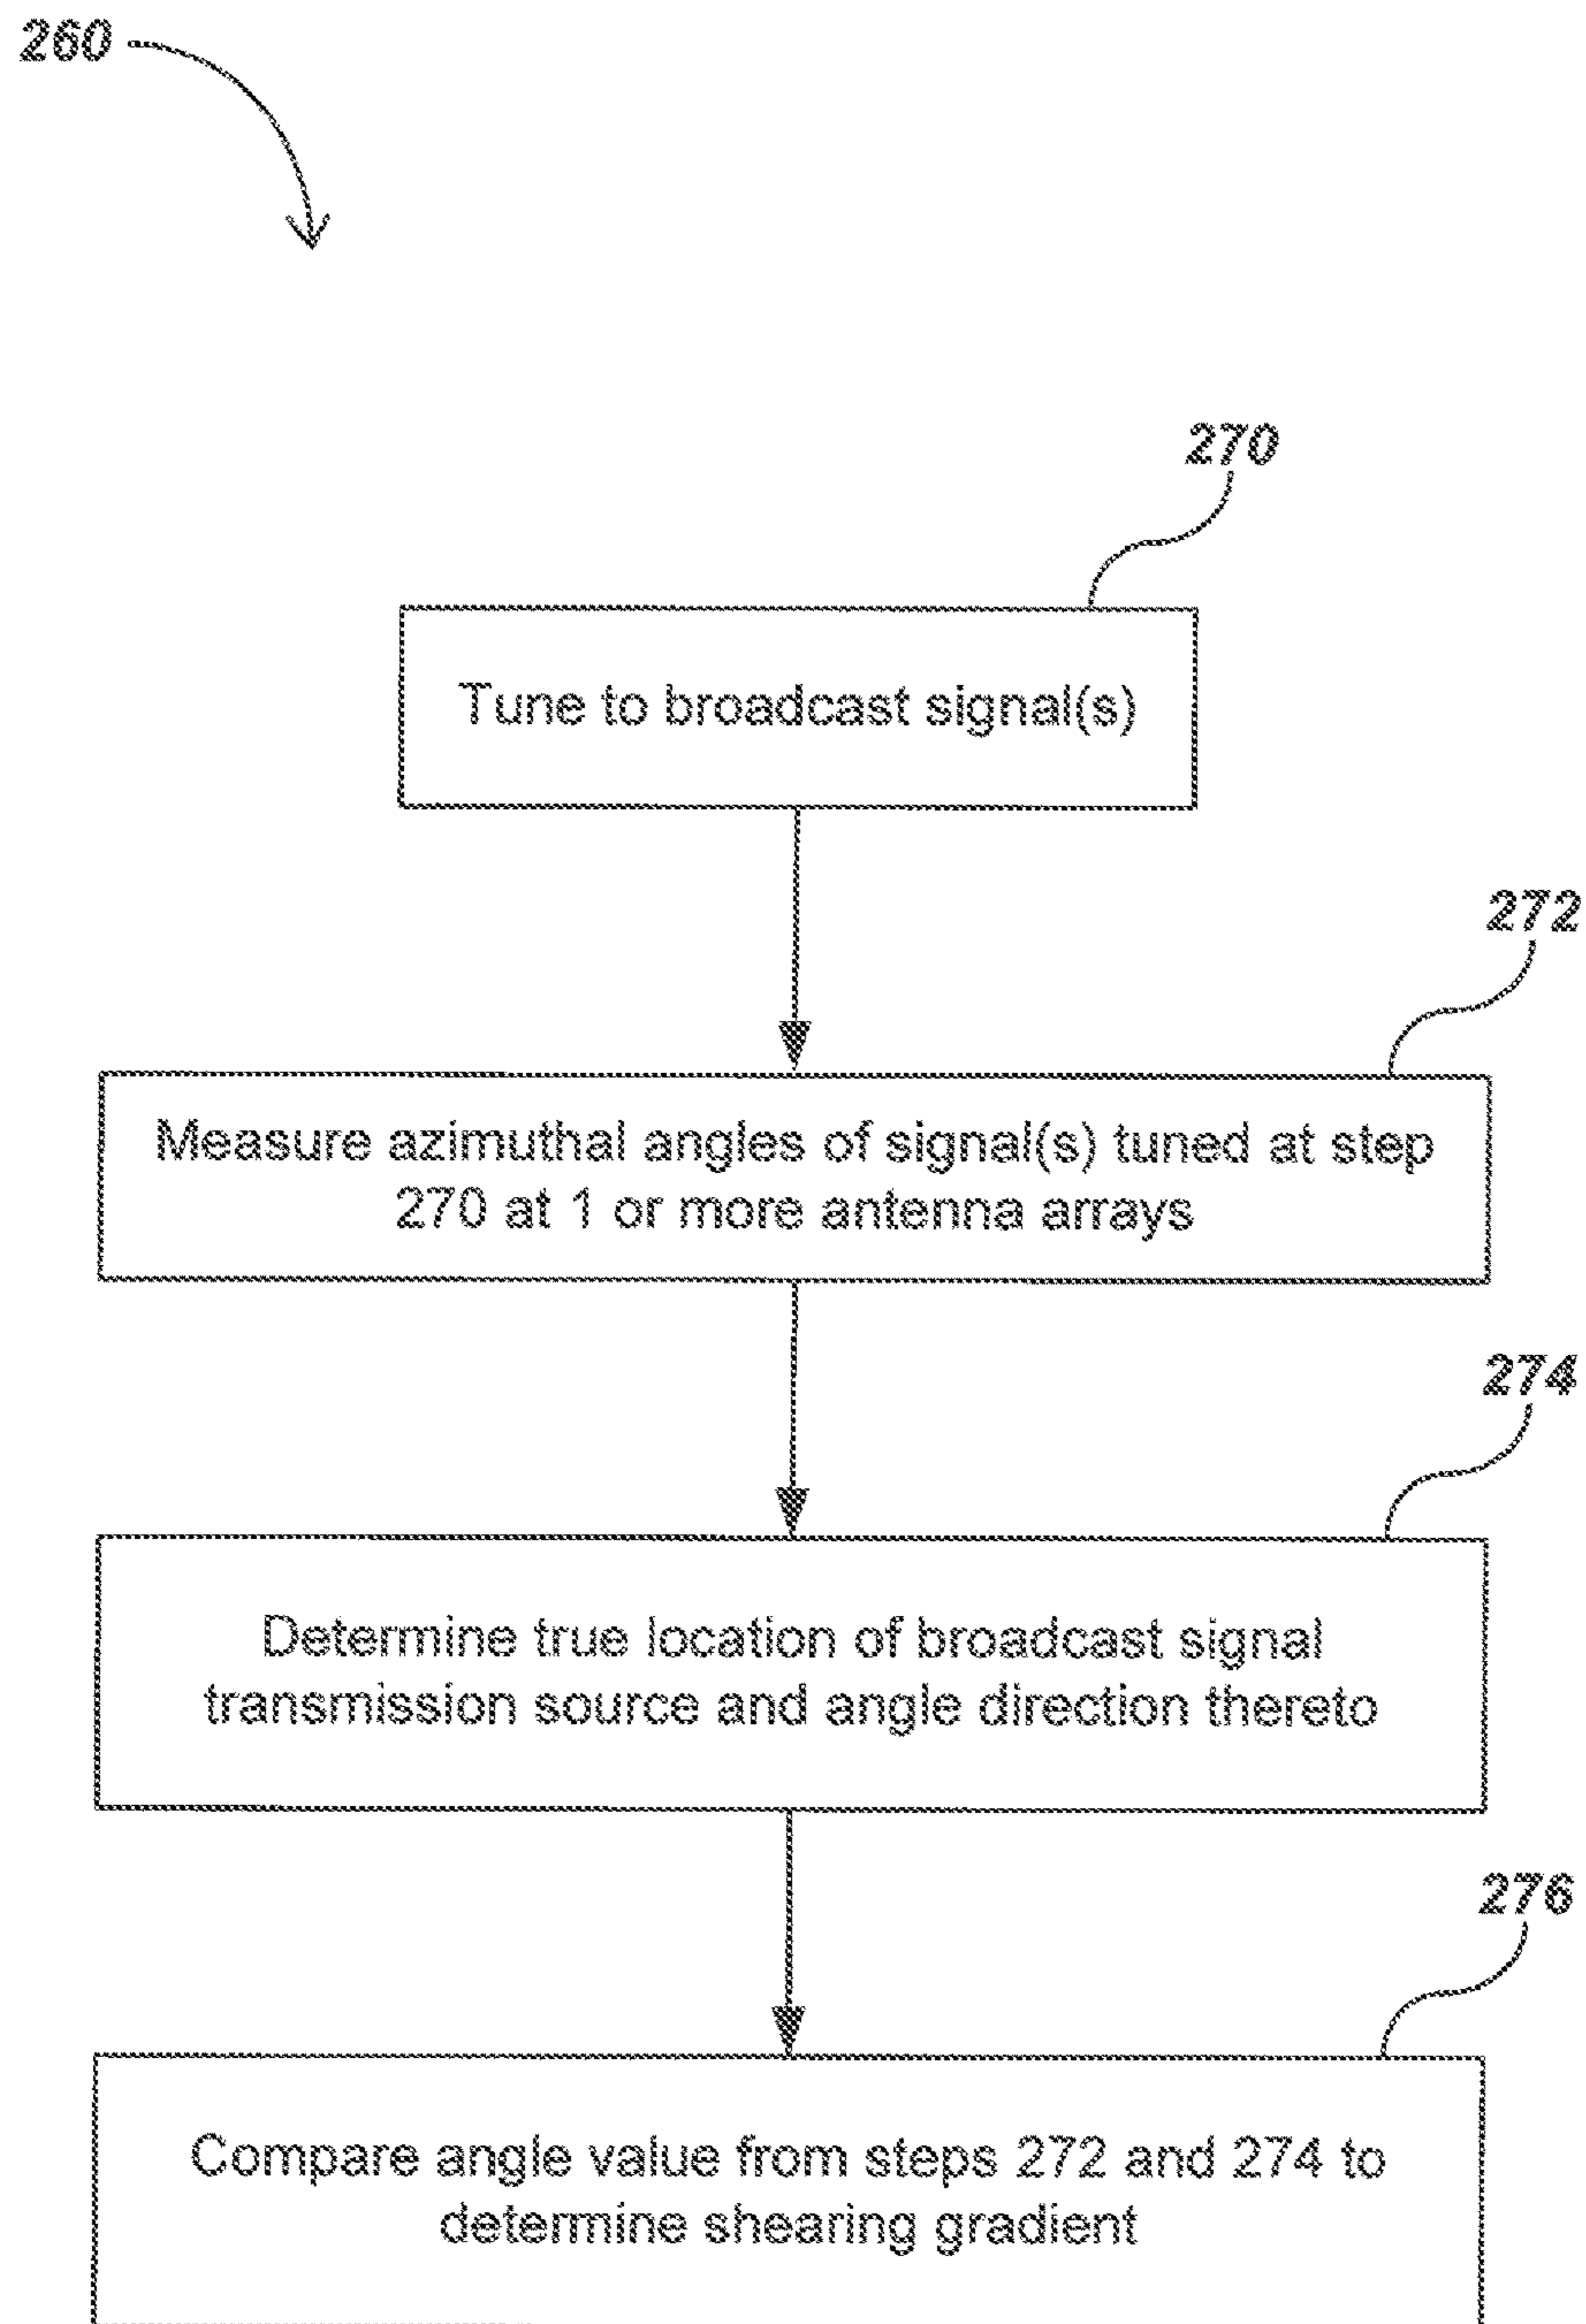 260
270
Tune to broadcast signal(s)
272
Measure azimuthal angles of signal(s) tuned at step
270 at 1 or more antenna arrays
274
Determine true location of broadcast signal
transmission source and angle direction thereto
276
Compare angle value from steps 272 and 274 to
determine shearing gradient